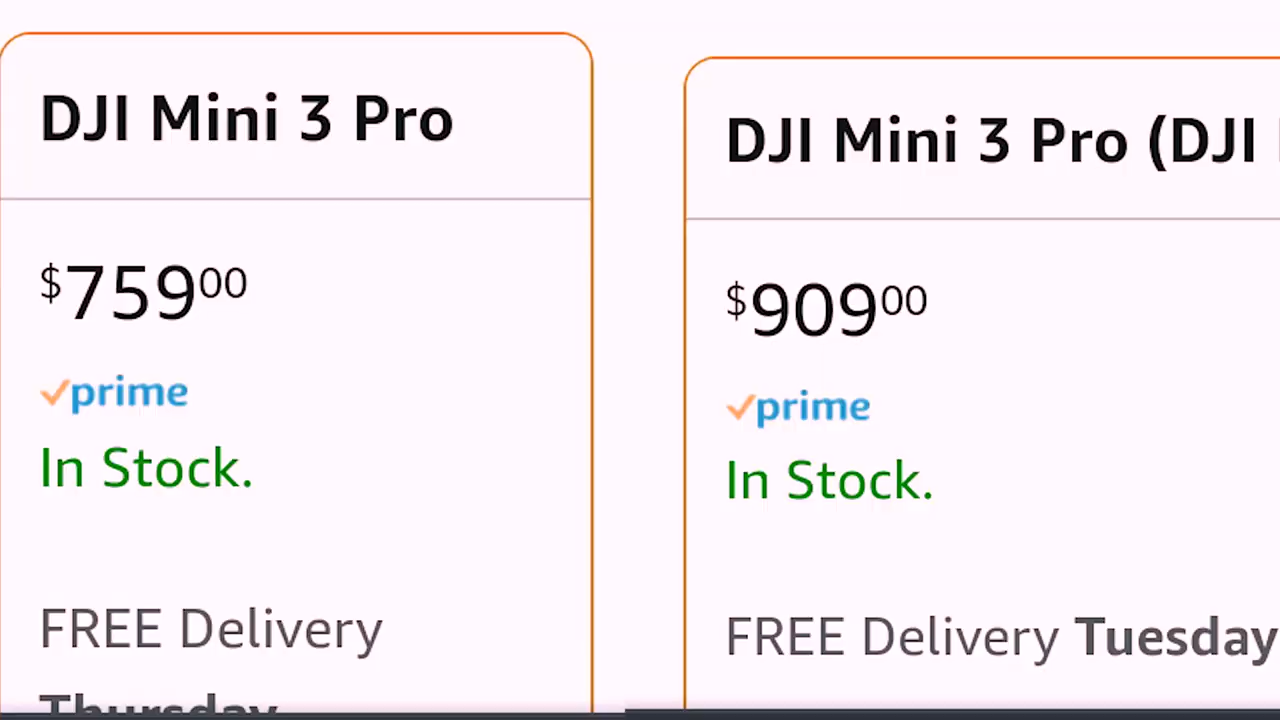 DJI Mini 3 Pro
$75900
prime
In Stock.
FREE Delivery
Thursday
DJI Mini 3 Pro (DJI
$90900
prime
In Stock.
FREE Delivery Tuesday